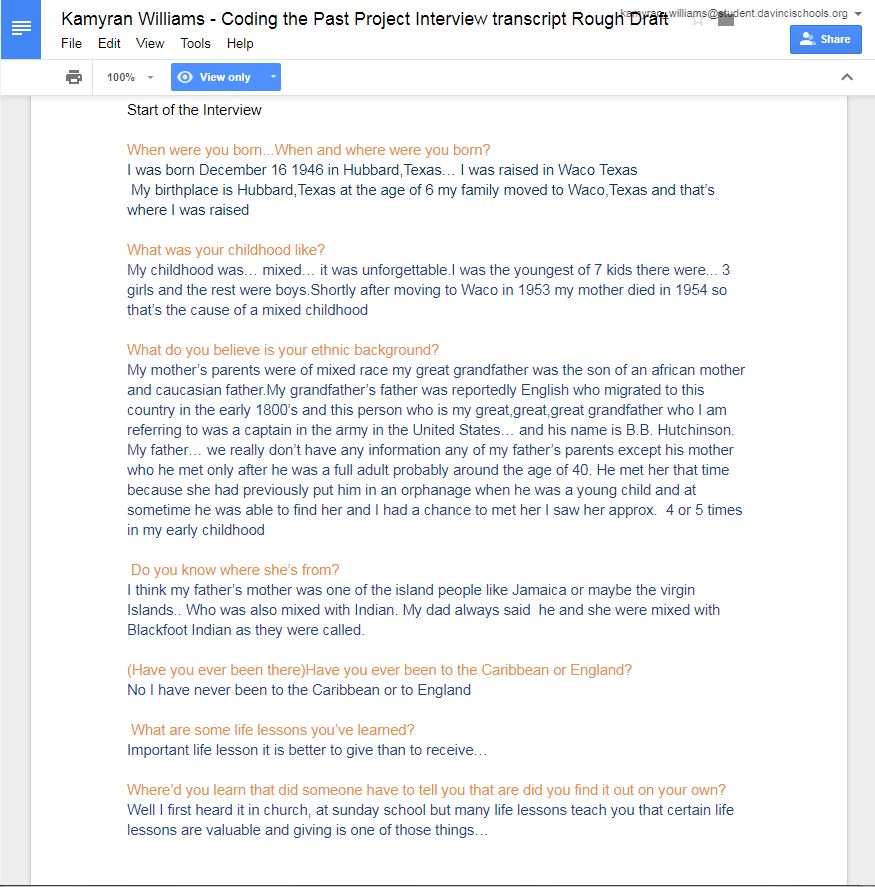 Kamyran Williams - Coding the Past Project Interview transcript Rough Draft
kamyran_williams@student.davincischools.org
File Edit View Tools Help
Share
100% View only
Start of the Interview
When were you born...When and where were you born?
I was born December 16 1946 in Hubbard,Texas… I was raised in Waco Texas
My birthplace is Hubbard,Texas at the age of 6 my family moved to Waco,Texas and that’s
where I was raised
What was your childhood like?
My childhood was… mixed… it was unforgettable.I was the youngest of 7 kids there were... 3
girls and the rest were boys.Shortly after moving to Waco in 1953 my mother died in 1954 so
that’s the cause of a mixed childhood
What do you believe is your ethnic background?
My mother’s parents were of mixed race my great grandfather was the son of an african mother
and caucasian father.My grandfather’s father was reportedly English who migrated to this
country in the early 1800’s and this person who is my great,great,great grandfather who I am
referring to was a captain in the army in the United States… and his name is B.B. Hutchinson.
My father… we really don’t have any information any of my father’s parents except his mother
who he met only after he was a full adult probably around the age of 40. He met her that time
because she had previously put him in an orphanage when he was a young child and at
sometime he was able to find her and I had a chance to met her I saw her approx. 4 or 5 times
in my early childhood
Do you know where she’s from?
I think my father’s mother was one of the island people like Jamaica or maybe the virgin
Islands.. Who was also mixed with Indian. My dad always said he and she were mixed with
Blackfoot Indian as they were called.
(Have you ever been there)Have you ever been to the Caribbean or England?
No I have never been to the Caribbean or to England
What are some life lessons you’ve learned?
Important life lesson it is better to give than to receive…
Where’d you learn that did someone have to tell you that are did you find it out on your own?
Well I first heard it in church, at sunday school but many life lessons teach you that certain life
lessons are valuable and giving is one of those things…